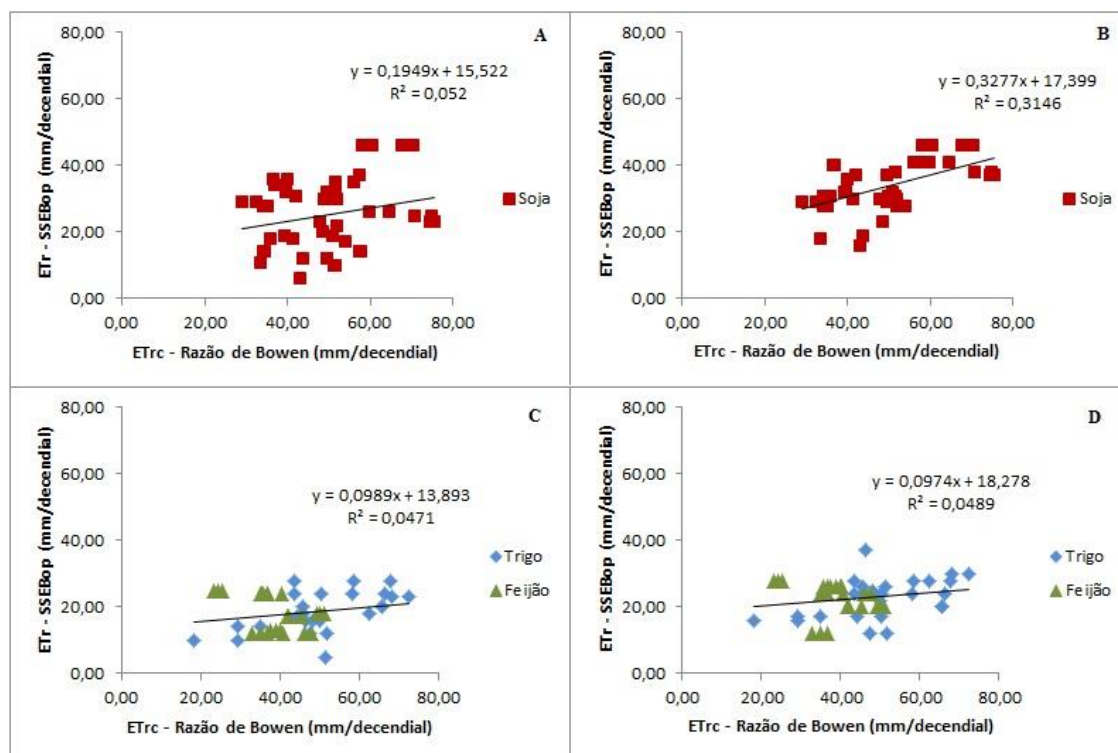 A
80,00
60,00
40,00
20,00
0,00
ETr - SSEBop (mm/decendial)
y = 0,1949x + 15,522
R² = 0,052
Soja
0,00 20,00 40,00 60,00 80,00
ETrc - Razão de Bowen (mm/decendial)
B
80,00
60,00
40,00
20,00
0,00
ETr - SSEBop (mm/decendial)
y = 0,3277x + 17,399
R² = 0,3146
Soja
0,00 20,00 40,00 60,00 80,00
ETrc - Razão de Bowen (mm/decendial)
C
80,00
60,00
40,00
20,00
0,00
ETr - SSEBop (mm/decendial)
y = 0,0989x + 13,893
R² = 0,0471
Trigo
Feijão
0,00 20,00 40,00 60,00 80,00
ETrc - Razão de Bowen (mm/decendial)
D
80,00
60,00
40,00
20,00
0,00
ETr - SSEBop (mm/decendial)
y = 0,0974x + 18,278
R² = 0,0489
Trigo
Feijão
0,00 20,00 40,00 60,00 80,00
ETrc - Razão de Bowen (mm/decendial)